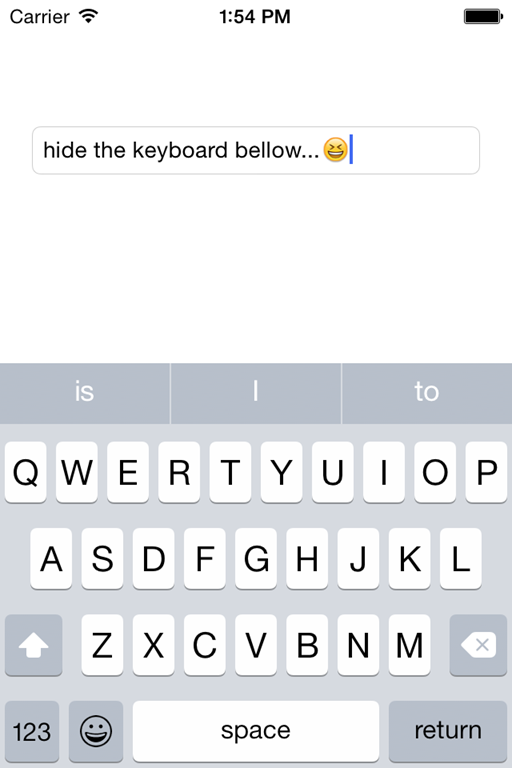 Carrier 1:54 PM
hide the keyboard bellow...😆
is I to
Q W E R T Y U I O P
A S D F G H J K L
Z X C V B N M
123 space return